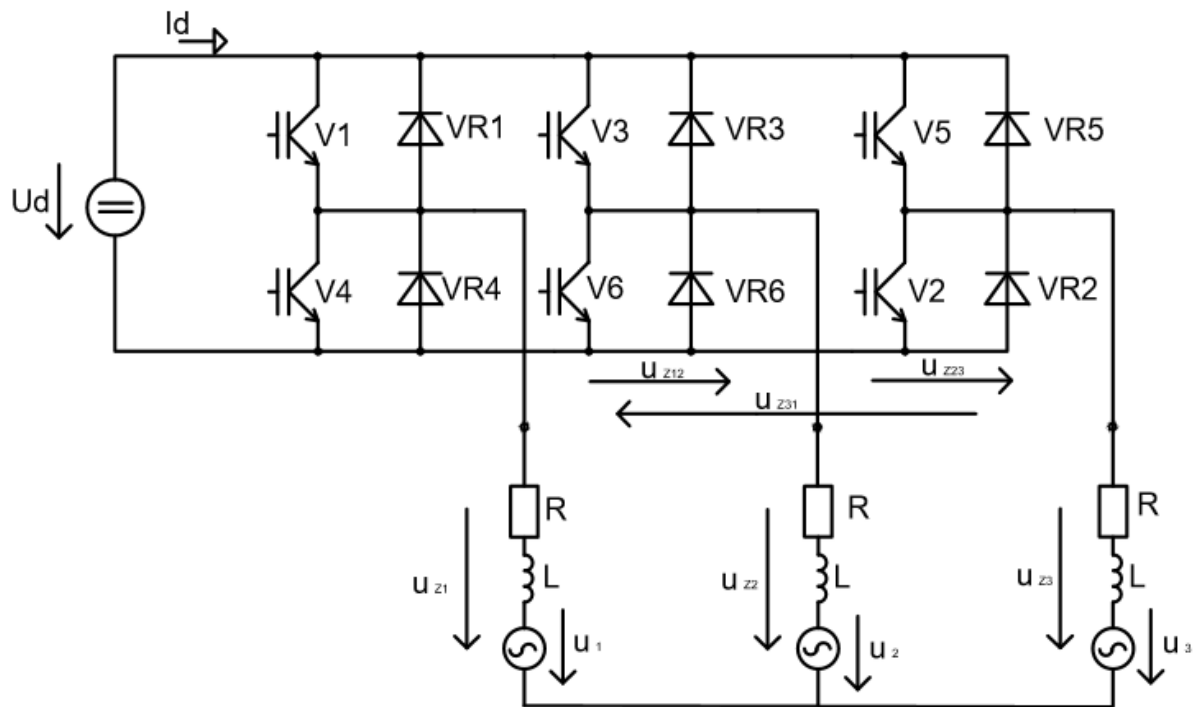 Id
V1 VR1 V3 VR3 V5 VR5
Ud
V4 VR4 V6 VR6 V2 VR2
u Z12 u Z23
u Z31
R R R
u Z1 L u Z2 L u Z3 L
u 1 u 2 u 3